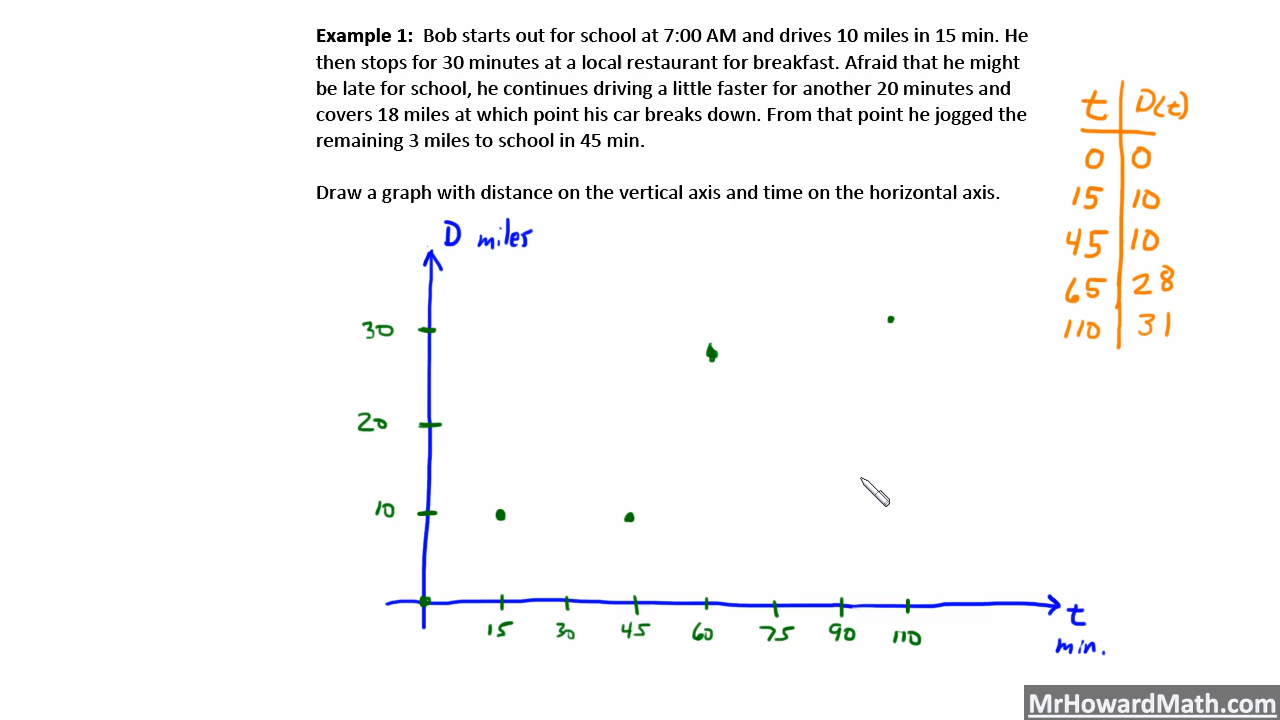 Example 1: Bob starts out for school at 7:00 AM and drives 10 miles in 15 min. He
then stops for 30 minutes at a local restaurant for breakfast. Afraid that he might
be late for school, he continues driving a little faster for another 20 minutes and
covers 18 miles at which point his car breaks down. From that point he jogged the
remaining 3 miles to school in 45 min.
Draw a graph with distance on the vertical axis and time on the horizontal axis.
t D(t)
0 0
15 10
45 10
65 28
110 31
D miles
30
20
10
15 30 45 60 75 90 110
t
min.
MrHowardMath.com